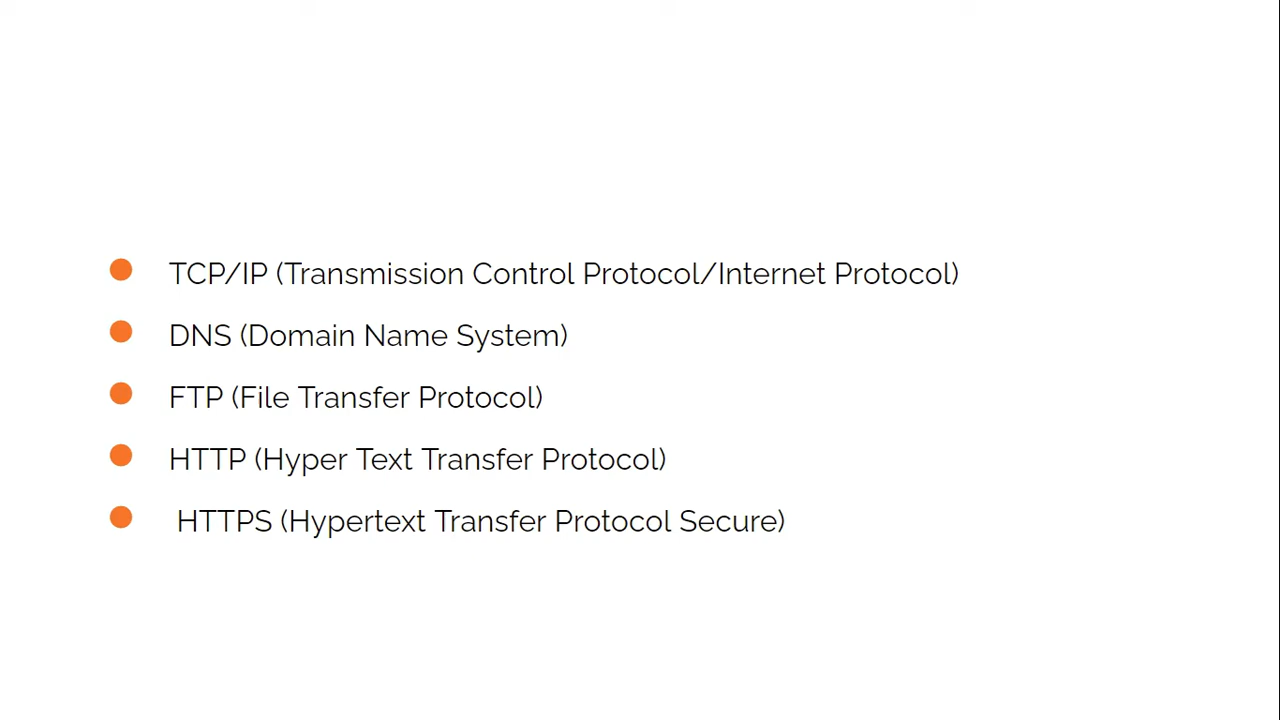 TCP/IP (Transmission Control Protocol/Internet Protocol)
DNS (Domain Name System)
FTP (File Transfer Protocol)
HTTP (Hyper Text Transfer Protocol)
HTTPS (Hypertext Transfer Protocol Secure)